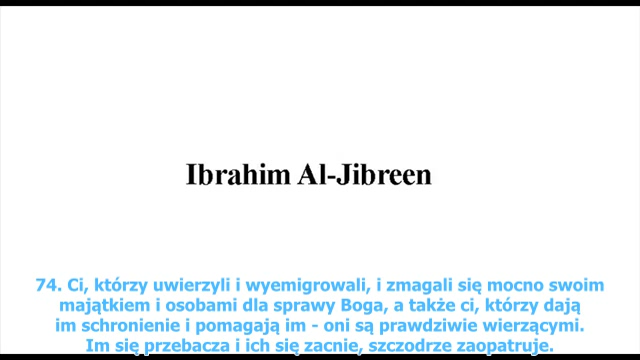 Ibrahim Al-Jibreen
74. Ci, którzy uwierzyli i wyemigrowali, i zmagali się mocno swoim
majątkiem i osobami dla sprawy Boga, a także ci, którzy dają
im schronienie i pomagają im - oni są prawdziwie wierzącymi.
Im się przebacza i ich się zacnie, szczodrze zaopatruje.